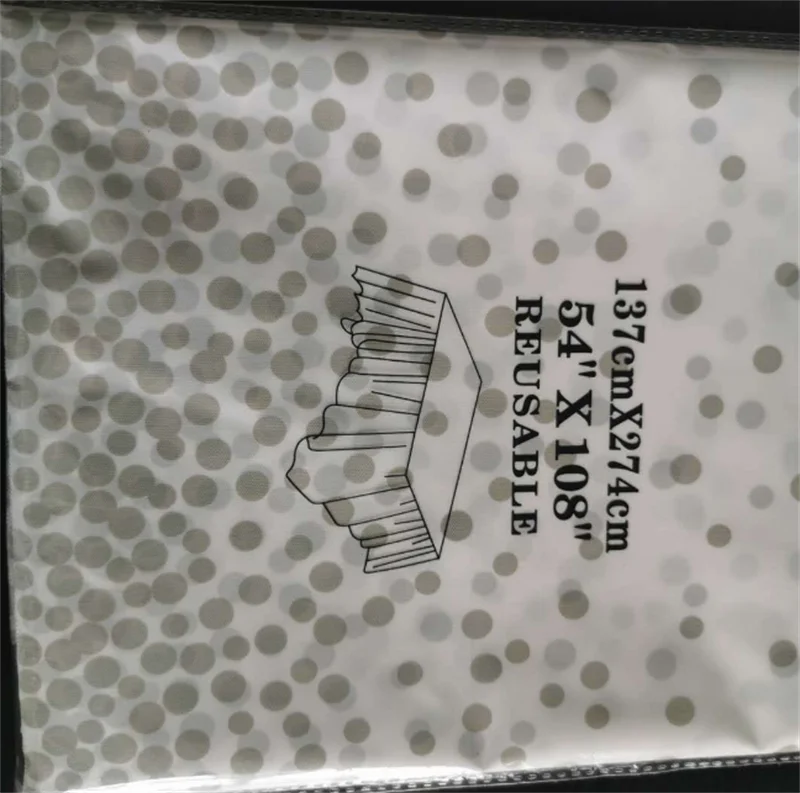 137cmX274cm
54" X 108"
REUSABLE